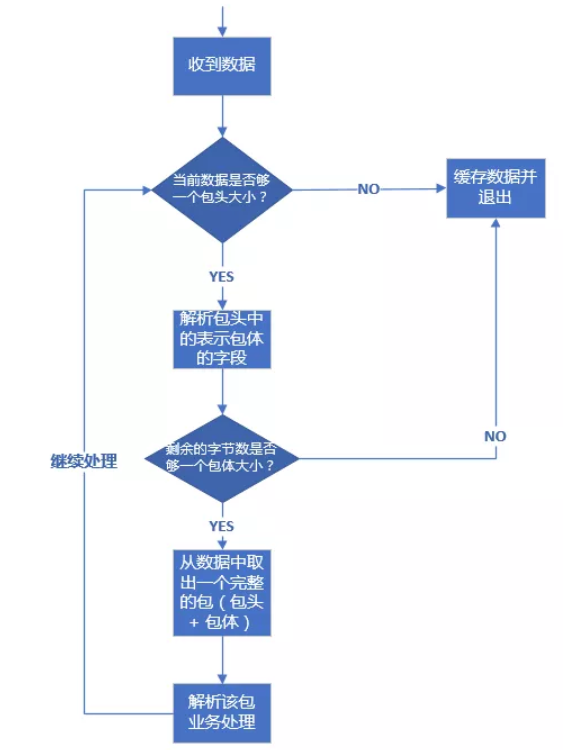 收到数据
当前数据是否够
一个包头大小？
NO
缓存数据并
退出
YES
解析包头中
的表示包体
的字段
剩余的字节数是否
够一个包体大小？
NO
继续处理
YES
从数据中取
出一个完整
的包（包头
+ 包体）
解析该包
业务处理